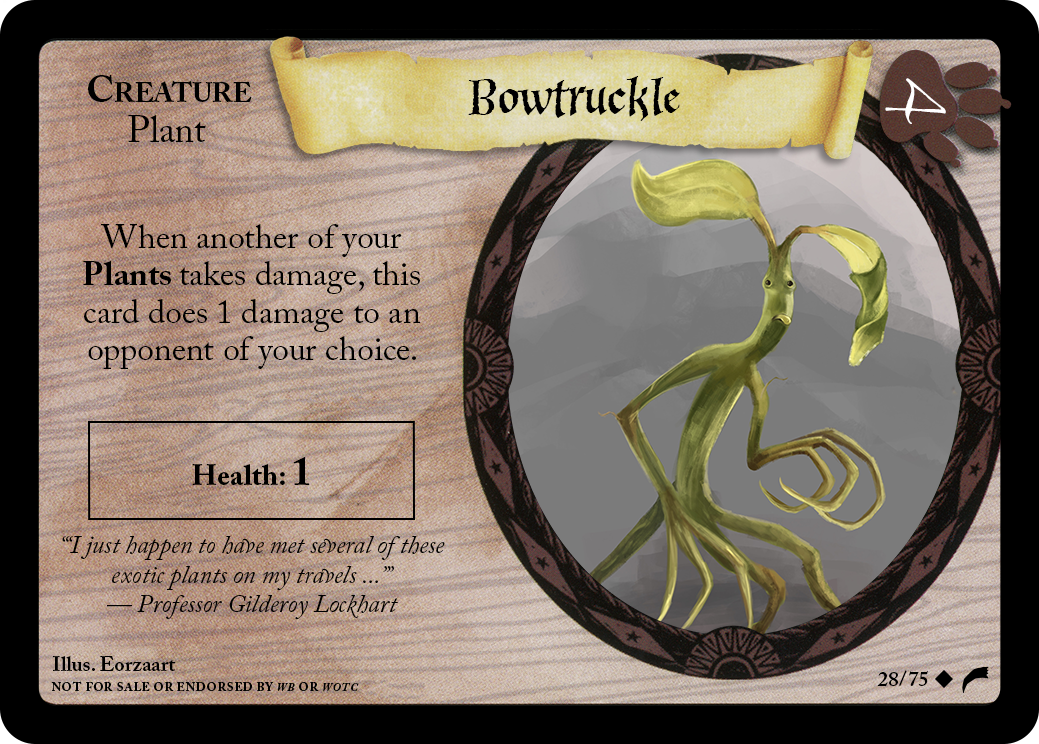 Bowtruckle
4
CREATURE
Plant
When another of your
Plants takes damage, this
card does 1 damage to an
opponent of your choice.
Health: 1
“‘I just happen to have met several of these
exotic plants on my travels ...’”
— Professor Gilderoy Lockhart
Illus. Eorzaart
NOT FOR SALE OR ENDORSED BY WB OR WOTC
28/75